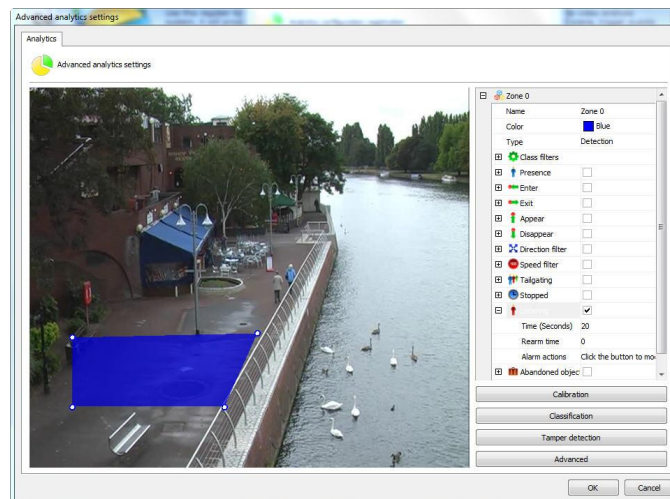 Advanced analytics settings
Analytics
Advanced analytics settings
Zone 0
Name Zone 0
Color Blue
Type Detection
Class filters
Presence
Enter
Exit
Appear
Disappear
Direction filter
Speed filter
Tailgating
Stopped
Time (Seconds) 20
Rearm time 0
Alarm actions Click the button to mo
Abandoned objec
Calibration
Classification
Tamper detection
Advanced
OK Cancel